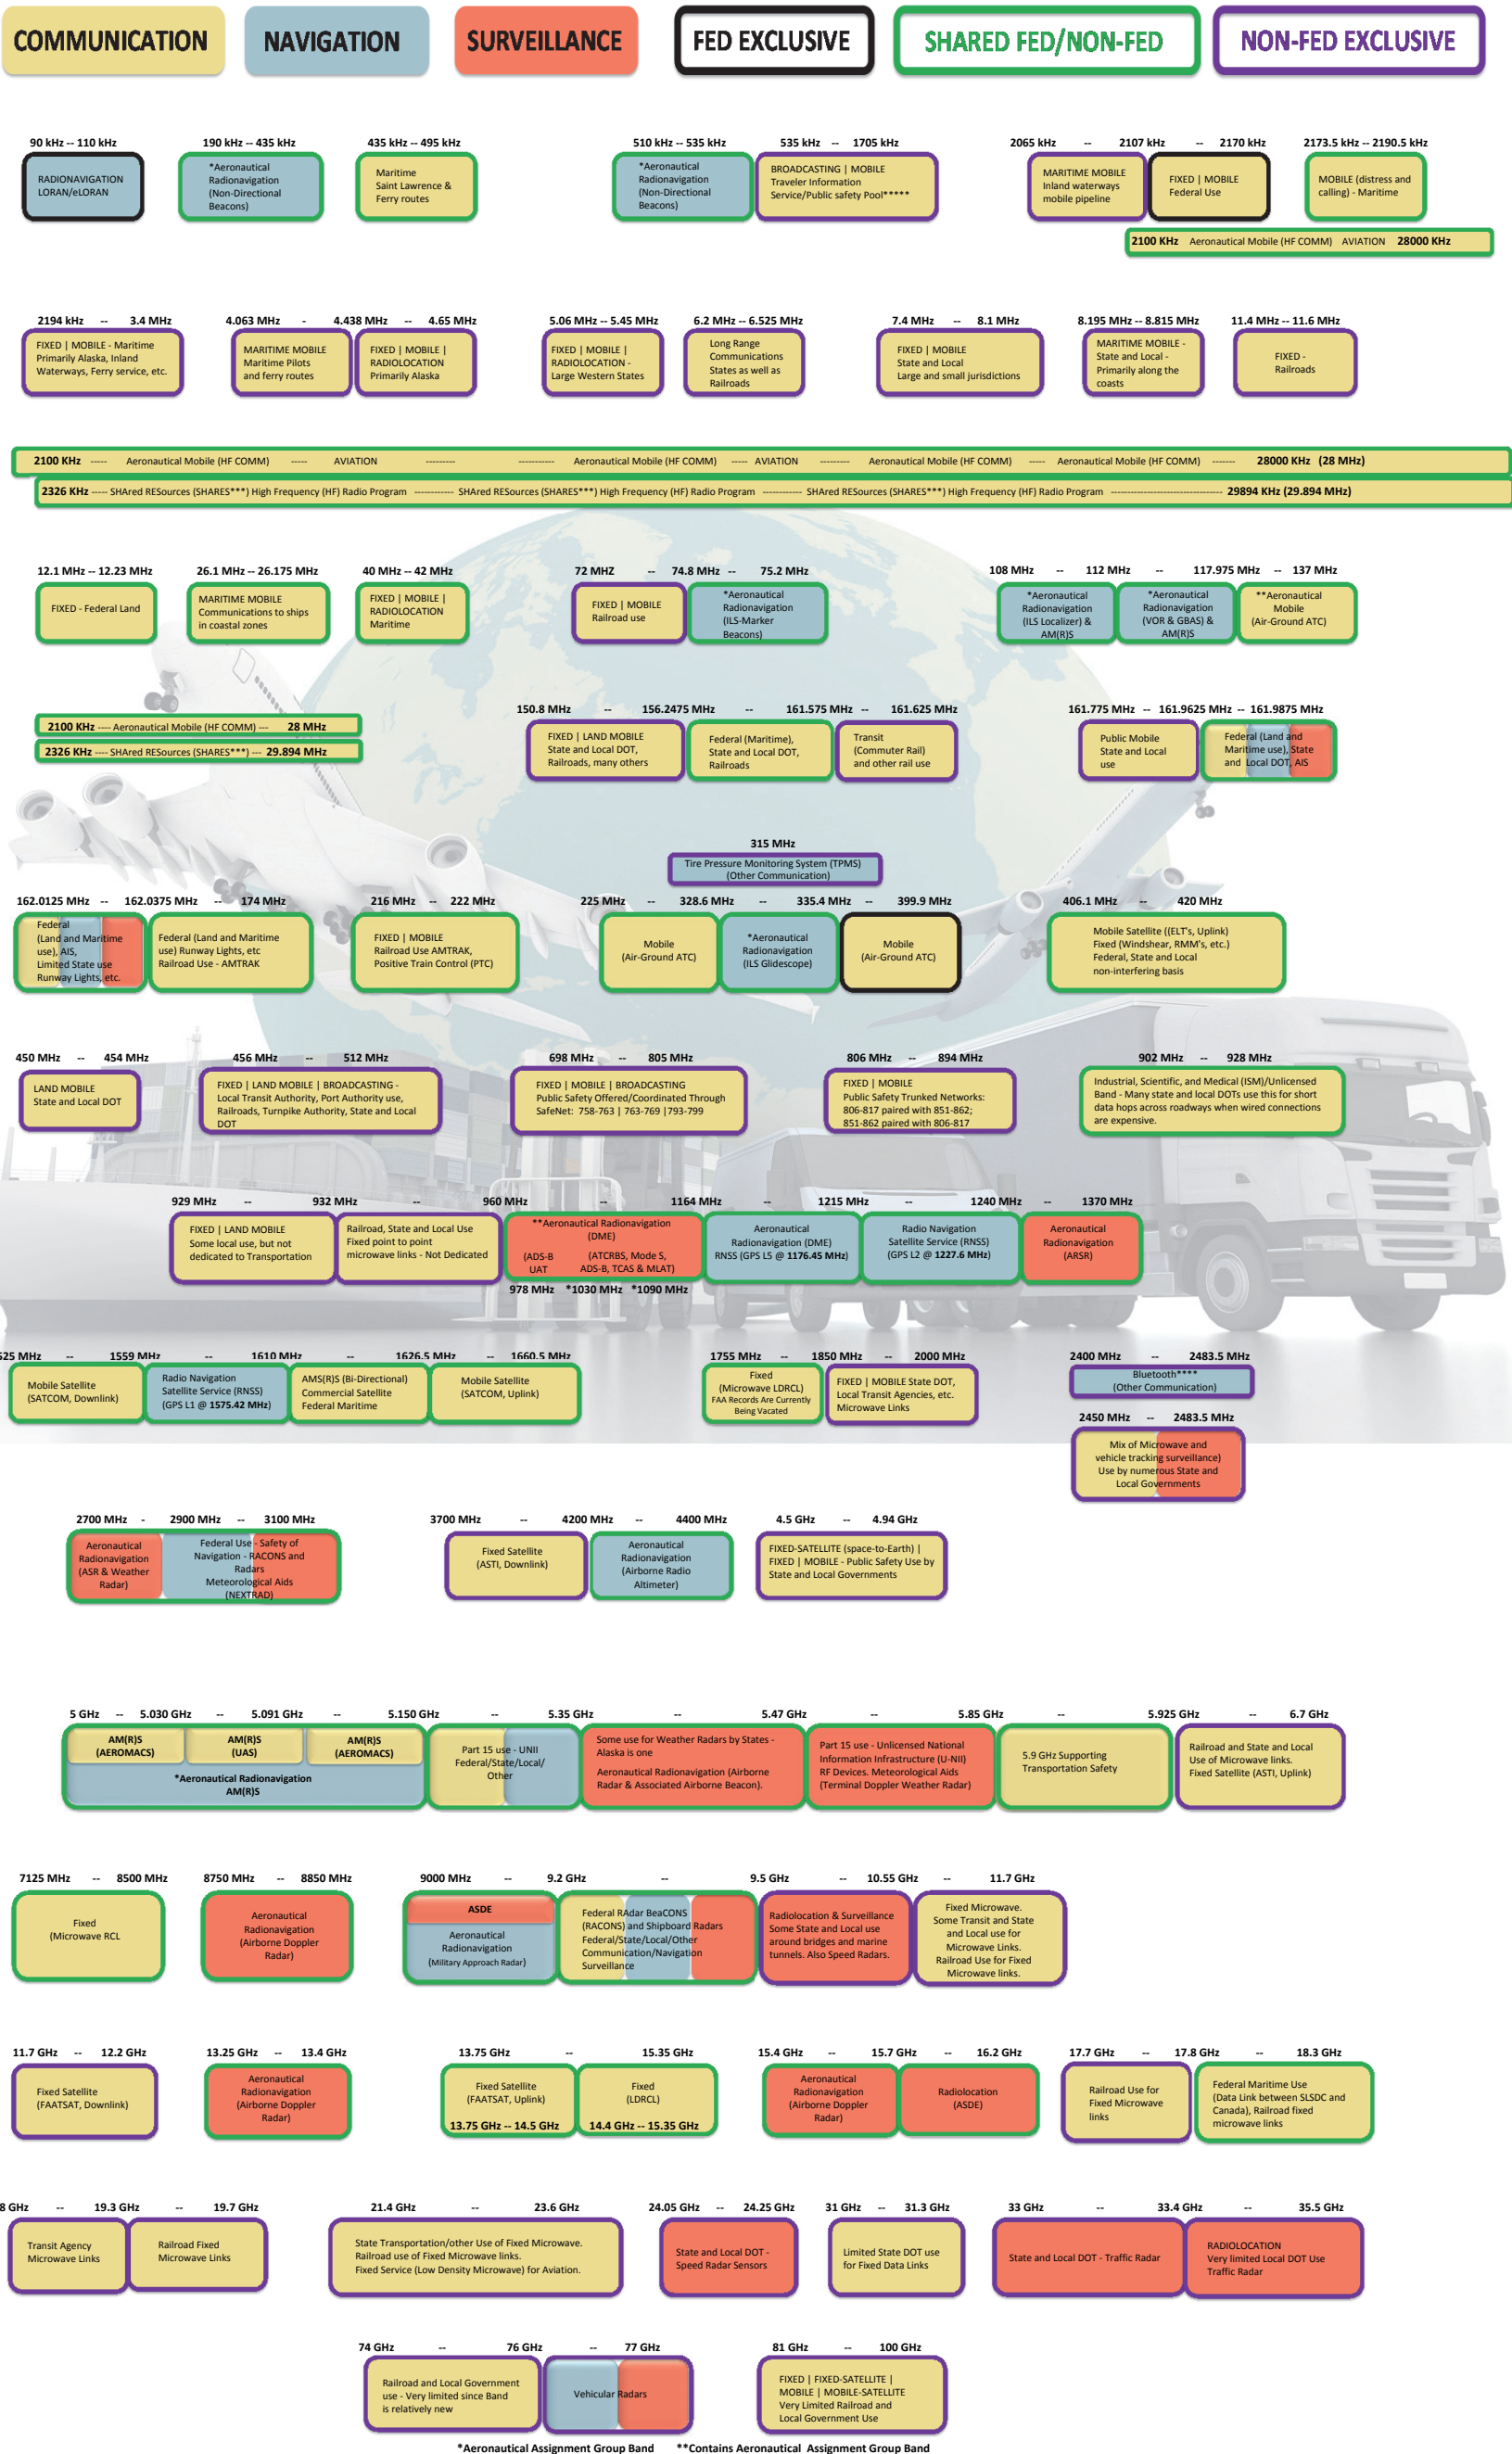 COMMUNICATION
NAVIGATION
SURVEILLANCE
FED EXCLUSIVE
SHARED FED/NON-FED
NON-FED EXCLUSIVE
90 kHz -- 110 kHz
RADIONAVIGATION
LORAN/eLORAN
190 kHz -- 435 kHz
*Aeronautical
Radionavigation
(Non-Directional
Beacons)
435 kHz -- 495 kHz
Maritime
Saint Lawrence &
Ferry routes
510 kHz -- 535 kHz
*Aeronautical
Radionavigation
(Non-Directional
Beacons)
535 kHz -- 1705 kHz
BROADCASTING | MOBILE
Traveler Information
Service/Public safety Pool*****
2065 kHz -- 2107 kHz -- 2170 kHz
MARITIME MOBILE
Inland waterways
mobile pipeline
FIXED | MOBILE
Federal Use
2173.5 kHz -- 2190.5 kHz
MOBILE (distress and
calling) - Maritime
2100 KHz Aeronautical Mobile (HF COMM) AVIATION 28000 KHz
2194 kHz -- 3.4 MHz
FIXED | MOBILE - Maritime
Primarily Alaska, Inland
Waterways, Ferry service, etc.
4.063 MHz - 4.438 MHz -- 4.65 MHz
MARITIME MOBILE
Maritime Pilots
and ferry routes
FIXED | MOBILE |
RADIOLOCATION
Primarily Alaska
5.06 MHz -- 5.45 MHz
FIXED | MOBILE |
RADIOLOCATION -
Large Western States
6.2 MHz -- 6.525 MHz
Long Range
Communications
States as well as
Railroads
7.4 MHz -- 8.1 MHz
FIXED | MOBILE
State and Local
Large and small jurisdictions
8.195 MHz -- 8.815 MHz
MARITIME MOBILE -
State and Local -
Primarily along the
coasts
11.4 MHz -- 11.6 MHz
FIXED -
Railroads
2100 KHz ----- Aeronautical Mobile (HF COMM) ----- AVIATION --------- ----------- Aeronautical Mobile (HF COMM) ----- AVIATION --------- Aeronautical Mobile (HF COMM) ----- Aeronautical Mobile (HF COMM) ------- 28000 KHz (28 MHz)
2326 KHz ----- SHAred RESources (SHARES***) High Frequency (HF) Radio Program ------------ SHAred RESources (SHARES***) High Frequency (HF) Radio Program ------------ SHAred RESources (SHARES***) High Frequency (HF) Radio Program ---------------------------------- 29894 KHz (29.894 MHz)
12.1 MHz -- 12.23 MHz
FIXED - Federal Land
26.1 MHz -- 26.175 MHz
MARITIME MOBILE
Communications to ships
in coastal zones
40 MHz -- 42 MHz
FIXED | MOBILE |
RADIOLOCATION
Maritime
72 MHZ -- 74.8 MHz -- 75.2 MHz
FIXED | MOBILE
Railroad use
*Aeronautical
Radionavigation
(ILS-Marker
Beacons)
108 MHz -- 112 MHz -- 117.975 MHz -- 137 MHz
*Aeronautical
Radionavigation
(ILS Localizer) &
AM(R)S
*Aeronautical
Radionavigation
(VOR & GBAS) &
AM(R)S
**Aeronautical
Mobile
(Air-Ground ATC)
2100 KHz ---- Aeronautical Mobile (HF COMM) --- 28 MHz
2326 KHz ---- SHAred RESources (SHARES***) --- 29.894 MHz
150.8 MHz -- 156.2475 MHz -- 161.575 MHz -- 161.625 MHz
FIXED | LAND MOBILE
State and Local DOT,
Railroads, many others
Federal (Maritime),
State and Local DOT,
Railroads
Transit
(Commuter Rail)
and other rail use
161.775 MHz -- 161.9625 MHz -- 161.9875 MHz
Public Mobile
State and Local
use
Federal (Land and
Maritime use), State
and Local DOT, AIS
315 MHz
Tire Pressure Monitoring System (TPMS)
(Other Communication)
162.0125 MHz -- 162.0375 MHz -- 174 MHz
Federal
(Land and Maritime
use), AIS,
Limited State use
Runway Lights, etc.
Federal (Land and Maritime
use) Runway Lights, etc
Railroad Use - AMTRAK
216 MHz -- 222 MHz
FIXED | MOBILE
Railroad Use AMTRAK,
Positive Train Control (PTC)
225 MHz -- 328.6 MHz -- 335.4 MHz -- 399.9 MHz
Mobile
(Air-Ground ATC)
*Aeronautical
Radionavigation
(ILS Glidescope)
Mobile
(Air-Ground ATC)
406.1 MHz -- 420 MHz
Mobile Satellite ((ELT's, Uplink)
Fixed (Windshear, RMM's, etc.)
Federal, State and Local
non-interfering basis
450 MHz -- 454 MHz
LAND MOBILE
State and Local DOT
456 MHz -- 512 MHz
FIXED | LAND MOBILE | BROADCASTING -
Local Transit Authority, Port Authority use,
Railroads, Turnpike Authority, State and Local
DOT
698 MHz -- 805 MHz
FIXED | MOBILE | BROADCASTING
Public Safety Offered/Coordinated Through
SafeNet: 758-763 | 763-769 |793-799
806 MHz -- 894 MHz
FIXED | MOBILE
Public Safety Trunked Networks:
806-817 paired with 851-862;
851-862 paired with 806-817
902 MHz -- 928 MHz
Industrial, Scientific, and Medical (ISM)/Unlicensed
Band - Many state and local DOTs use this for short
data hops across roadways when wired connections
are expensive.
929 MHz -- 932 MHz -- 960 MHz -- 1164 MHz -- 1215 MHz -- 1240 MHz -- 1370 MHz
FIXED | LAND MOBILE
Some local use, but not
dedicated to Transportation
Railroad, State and Local Use
Fixed point to point
microwave links - Not Dedicated
**Aeronautical Radionavigation
(DME)
(ADS-B
UAT
(ATCRBS, Mode S,
ADS-B, TCAS & MLAT)
978 MHz *1030 MHz *1090 MHz
Aeronautical
Radionavigation (DME)
RNSS (GPS L5 @ 1176.45 MHz)
Radio Navigation
Satellite Service (RNSS)
(GPS L2 @ 1227.6 MHz)
Aeronautical
Radionavigation
(ARSR)
525 MHz -- 1559 MHz -- 1610 MHz -- 1626.5 MHz -- 1660.5 MHz
Mobile Satellite
(SATCOM, Downlink)
Radio Navigation
Satellite Service (RNSS)
(GPS L1 @ 1575.42 MHz)
AMS(R)S (Bi-Directional)
Commercial Satellite
Federal Maritime
Mobile Satellite
(SATCOM, Uplink)
1755 MHz -- 1850 MHz -- 2000 MHz
Fixed
(Microwave LDRCL)
FAA Records Are Currently
Being Vacated
FIXED | MOBILE State DOT,
Local Transit Agencies, etc.
Microwave Links
2400 MHz -- 2483.5 MHz
Bluetooth****
(Other Communication)
2450 MHz -- 2483.5 MHz
Mix of Microwave and
vehicle tracking surveillance)
Use by numerous State and
Local Governments
2700 MHz - 2900 MHz -- 3100 MHz
Aeronautical
Radionavigation
(ASR & Weather
Radar)
Federal Use - Safety of
Navigation - RACONS and
Radars
Meteorological Aids
(NEXTRAD)
3700 MHz -- 4200 MHz -- 4400 MHz
Fixed Satellite
(ASTI, Downlink)
Aeronautical
Radionavigation
(Airborne Radio
Altimeter)
4.5 GHz -- 4.94 GHz
FIXED-SATELLITE (space-to-Earth) |
FIXED | MOBILE - Public Safety Use by
State and Local Governments
5 GHz -- 5.030 GHz -- 5.091 GHz -- 5.150 GHz -- 5.35 GHz -- 5.47 GHz -- 5.85 GHz -- 5.925 GHz -- 6.7 GHz
AM(R)S
(AEROMACS)
AM(R)S
(UAS)
AM(R)S
(AEROMACS)
*Aeronautical Radionavigation
AM(R)S
Part 15 use - UNII
Federal/State/Local/
Other
Some use for Weather Radars by States -
Alaska is one
Aeronautical Radionavigation (Airborne
Radar & Associated Airborne Beacon).
Part 15 use - Unlicensed National
Information Infrastructure (U-NII)
RF Devices. Meteorological Aids
(Terminal Doppler Weather Radar)
5.9 GHz Supporting
Transportation Safety
Railroad and State and Local
Use of Microwave links.
Fixed Satellite (ASTI, Uplink)
7125 MHz -- 8500 MHz
Fixed
(Microwave RCL
8750 MHz -- 8850 MHz
Aeronautical
Radionavigation
(Airborne Doppler
Radar)
9000 MHz -- 9.2 GHz -- 9.5 GHz -- 10.55 GHz -- 11.7 GHz
ASDE
Aeronautical
Radionavigation
(Military Approach Radar)
Federal RAdar BeaCONS
(RACONS) and Shipboard Radars
Federal/State/Local/Other
Communication/Navigation
Surveillance
Radiolocation & Surveillance
Some State and Local use
around bridges and marine
tunnels. Also Speed Radars.
Fixed Microwave.
Some Transit and State
and Local use for
Microwave Links.
Railroad Use for Fixed
Microwave links.
11.7 GHz -- 12.2 GHz
Fixed Satellite
(FAATSAT, Downlink)
13.25 GHz -- 13.4 GHz
Aeronautical
Radionavigation
(Airborne Doppler
Radar)
13.75 GHz -- 15.35 GHz
Fixed Satellite
(FAATSAT, Uplink)
13.75 GHz -- 14.5 GHz
Fixed
(LDRCL)
14.4 GHz -- 15.35 GHz
15.4 GHz -- 15.7 GHz -- 16.2 GHz
Aeronautical
Radionavigation
(Airborne Doppler
Radar)
Radiolocation
(ASDE)
17.7 GHz -- 17.8 GHz -- 18.3 GHz
Railroad Use for
Fixed Microwave
links
Federal Maritime Use
(Data Link between SLSDC and
Canada), Railroad fixed
microwave links
8 GHz -- 19.3 GHz -- 19.7 GHz
Transit Agency
Microwave Links
Railroad Fixed
Microwave Links
21.4 GHz -- 23.6 GHz
State Transportation/other Use of Fixed Microwave.
Railroad use of Fixed Microwave links.
Fixed Service (Low Density Microwave) for Aviation.
24.05 GHz -- 24.25 GHz
State and Local DOT -
Speed Radar Sensors
31 GHz -- 31.3 GHz
Limited State DOT use
for Fixed Data Links
33 GHz -- 33.4 GHz -- 35.5 GHz
State and Local DOT - Traffic Radar
RADIOLOCATION
Very limited Local DOT Use
Traffic Radar
74 GHz -- 76 GHz -- 77 GHz
Railroad and Local Government
use - Very limited since Band
is relatively new
Vehicular Radars
81 GHz -- 100 GHz
FIXED | FIXED-SATELLITE |
MOBILE | MOBILE-SATELLITE
Very Limited Railroad and
Local Government Use
*Aeronautical Assignment Group Band **Contains Aeronautical Assignment Group Band